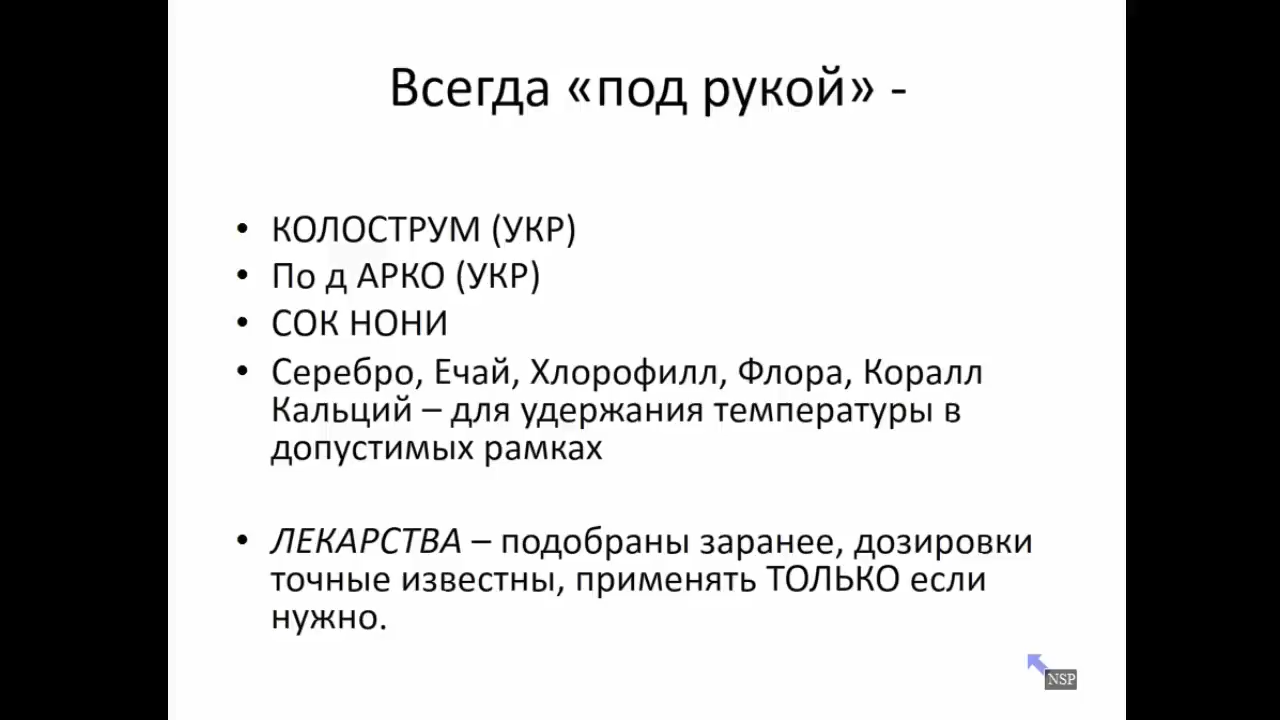 Всегда «под рукой» -
• КОЛОСТРУМ (УКР)
• По д АРКО (УКР)
• СОК НОНИ
• Серебро, Ечай, Хлорофилл, Флора, Коралл
Кальций – для удержания температуры в
допустимых рамках
• ЛЕКАРСТВА – подобраны заранее, дозировки
точные известны, применять ТОЛЬКО если
нужно.
NSP